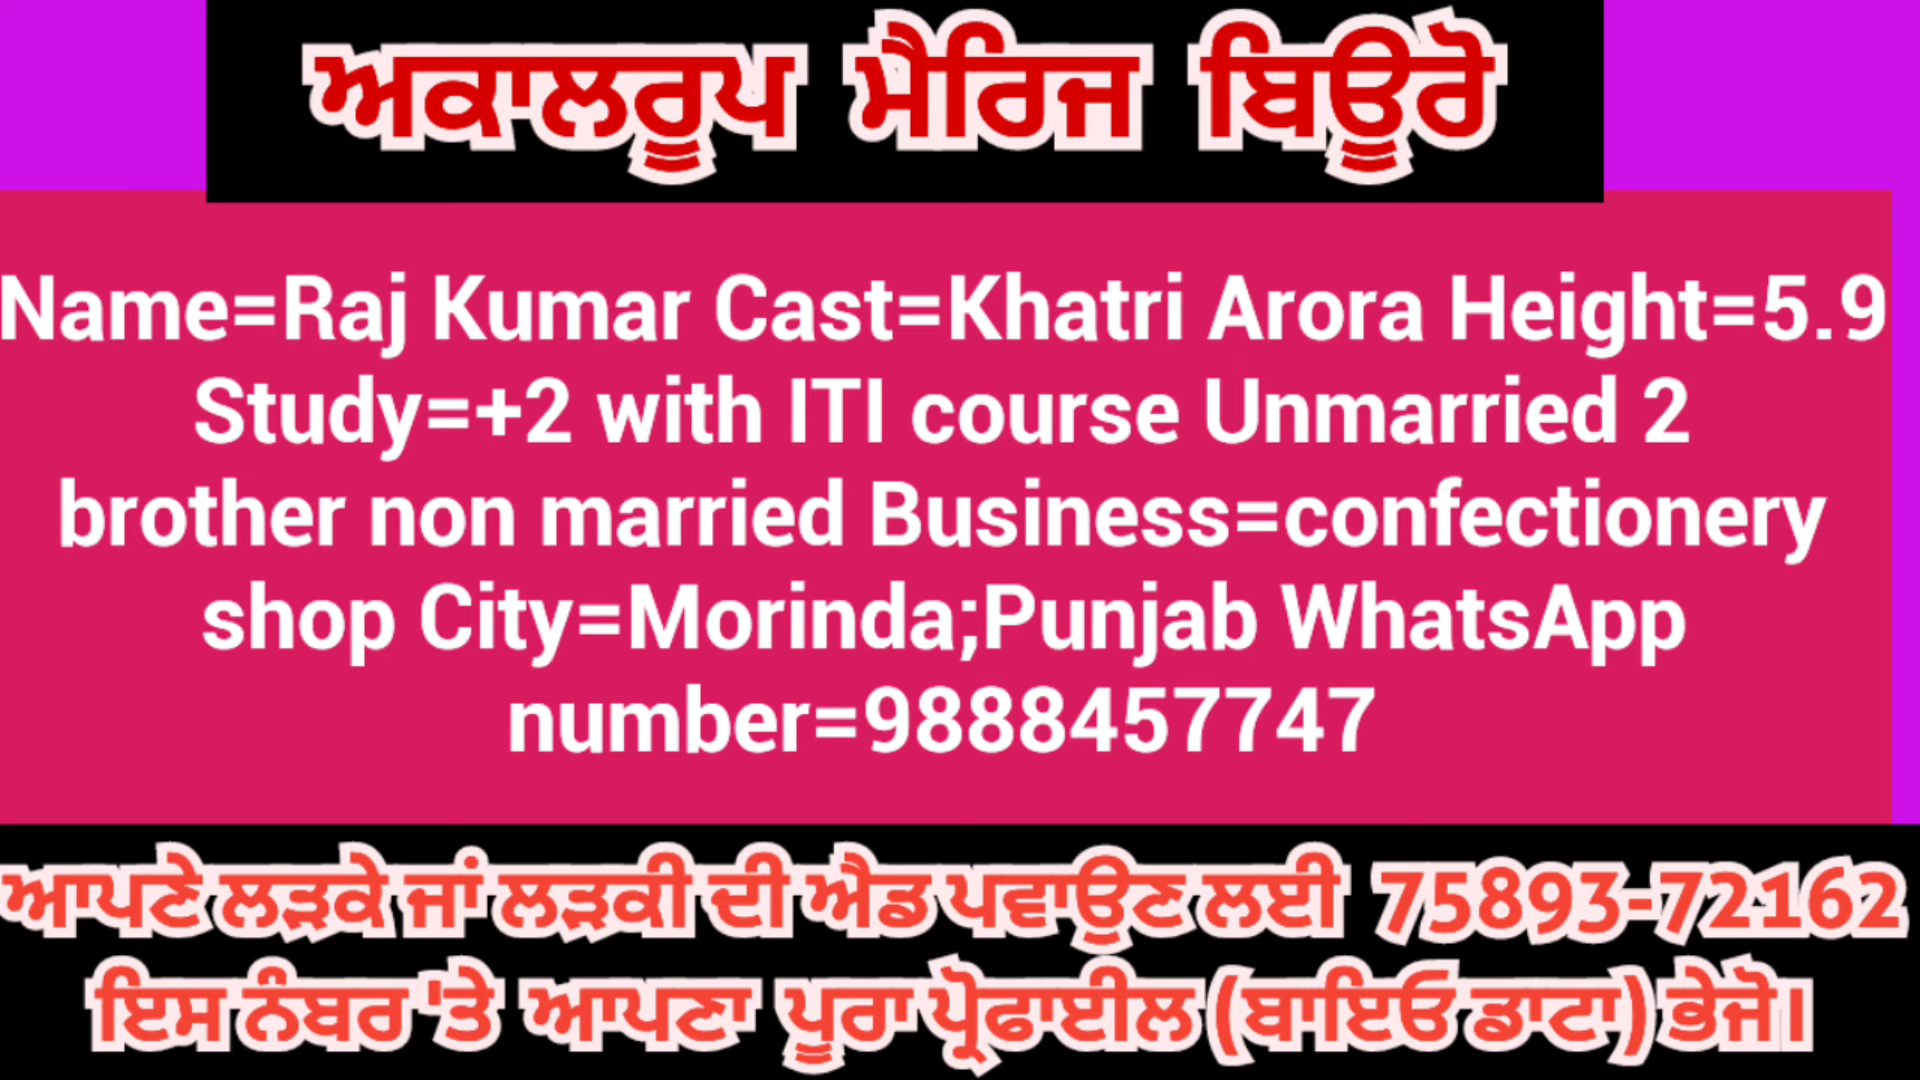 ਅਕਾਲਰੂਪ ਮੈਰਿਜ ਬਿਊਰੋ
Name=Raj Kumar Cast=Khatri Arora Height=5.9
Study=+2 with ITI course Unmarried 2
brother non married Business=confectionery
shop City=Morinda;Punjab WhatsApp
number=9888457747
ਆਪਣੇ ਲੜਕੇ ਜਾਂ ਲੜਕੀ ਦੀ ਐਡ ਪਵਾਉਣ ਲਈ 75893-72162
ਇਸ ਨੰਬਰ 'ਤੇ ਆਪਣਾ ਪੂਰਾ ਪ੍ਰੋਫਾਈਲ (ਬਾਇਓ ਡਾਟਾ) ਭੇਜੋ।